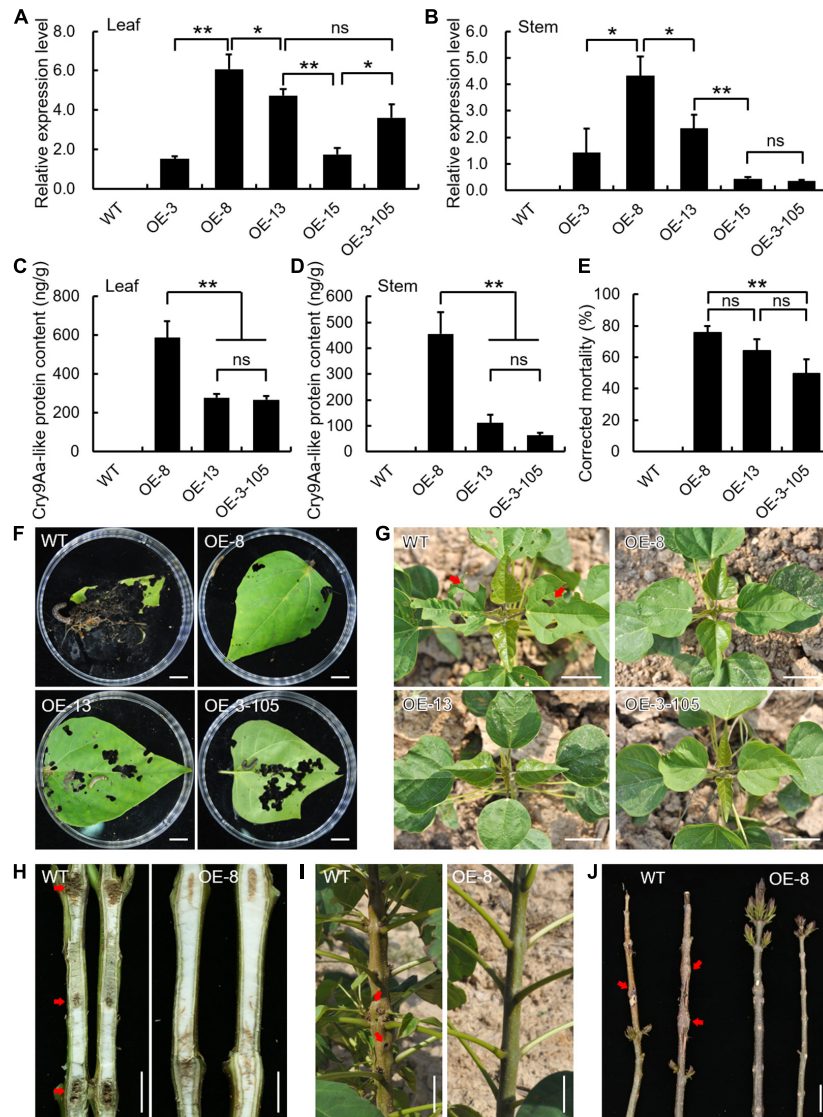 A
Leaf
Relative expression level
8.0
6.0
4.0
2.0
0.0
**
*
ns
**
*
WT
OE-3
OE-8
OE-13
OE-15
OE-3-105
B
Stem
Relative expression level
6.0
5.0
4.0
3.0
2.0
1.0
0.0
*
*
**
ns
WT
OE-3
OE-8
OE-13
OE-15
OE-3-105
C
Leaf
Cry9Aa-like protein content (ng/g)
800
600
400
200
0
**
ns
WT
OE-8
OE-13
OE-3-105
D
Stem
Cry9Aa-like protein content (ng/g)
600
500
400
300
200
100
0
**
ns
WT
OE-8
OE-13
OE-3-105
E
Corrected mortality (%)
100
80
60
40
20
0
**
ns
ns
WT
OE-8
OE-13
OE-3-105
F
WT
OE-8
OE-13
OE-3-105
G
WT
OE-8
OE-13
OE-3-105
H
WT
OE-8
I
WT
OE-8
J
WT
OE-8